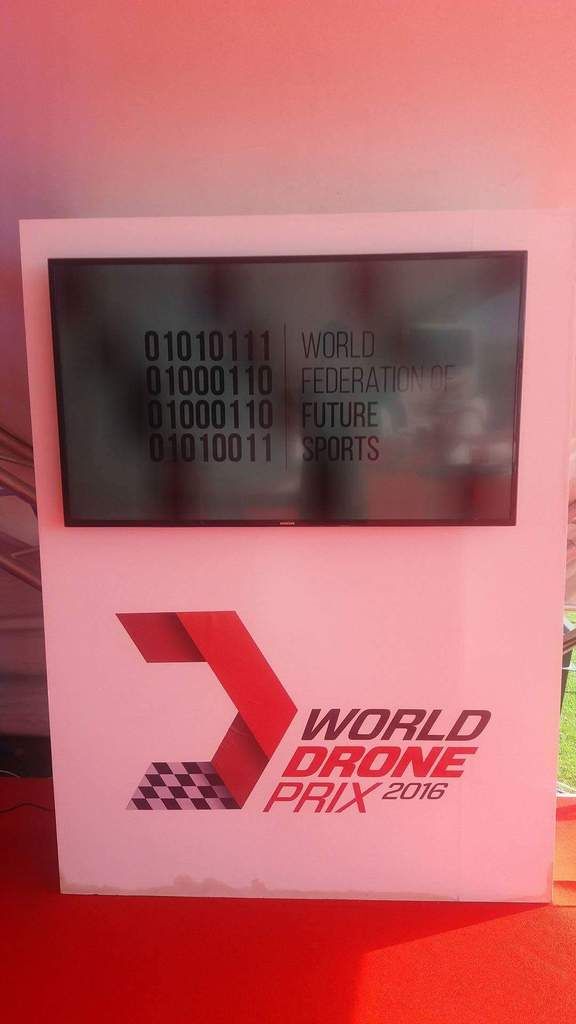 01010111
01000110
01000110
01010011
WORLD
FEDERATION OF
FUTURE
SPORTS
WORLD
DRONE
PRIX 2016